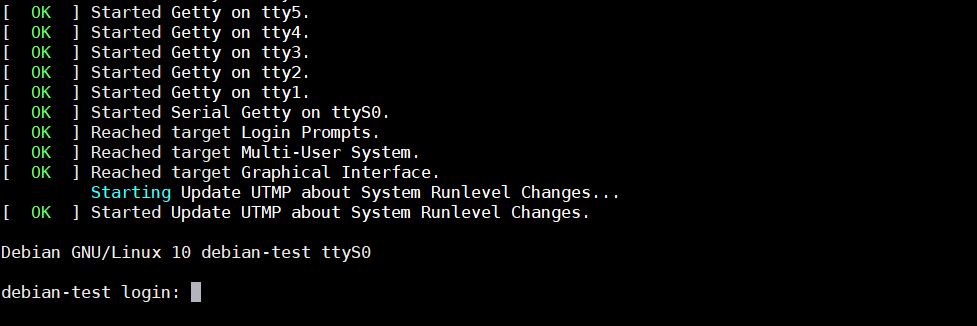 [  OK  ] Started Getty on tty5.
[  OK  ] Started Getty on tty4.
[  OK  ] Started Getty on tty3.
[  OK  ] Started Getty on tty2.
[  OK  ] Started Getty on tty1.
[  OK  ] Started Serial Getty on ttyS0.
[  OK  ] Reached target Login Prompts.
[  OK  ] Reached target Multi-User System.
[  OK  ] Reached target Graphical Interface.
         Starting Update UTMP about System Runlevel Changes...
[  OK  ] Started Update UTMP about System Runlevel Changes.
Debian GNU/Linux 10 debian-test ttyS0
debian-test login: